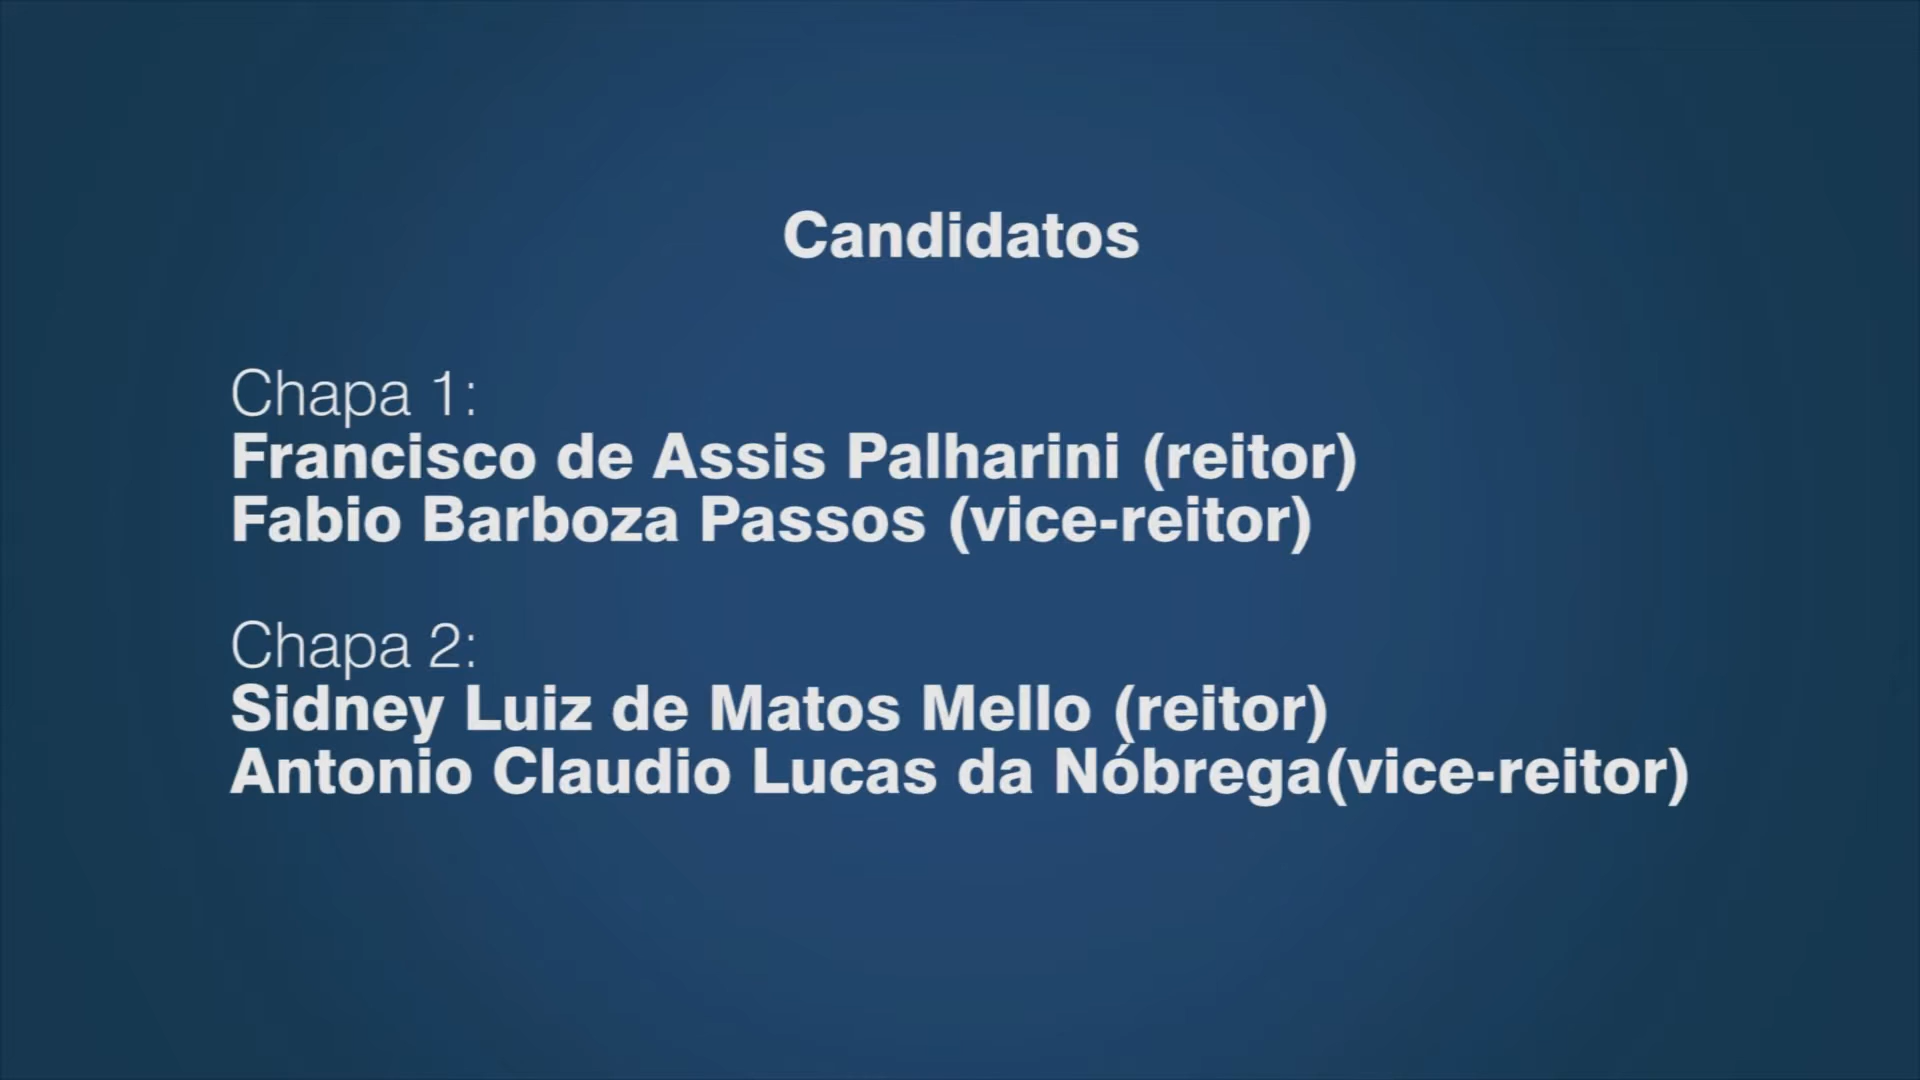 Candidatos
Chapa 1:
Francisco de Assis Palharini (reitor)
Fabio Barboza Passos (vice-reitor)
Chapa 2:
Sidney Luiz de Matos Mello (reitor)
Antonio Claudio Lucas da Nóbrega(vice-reitor)